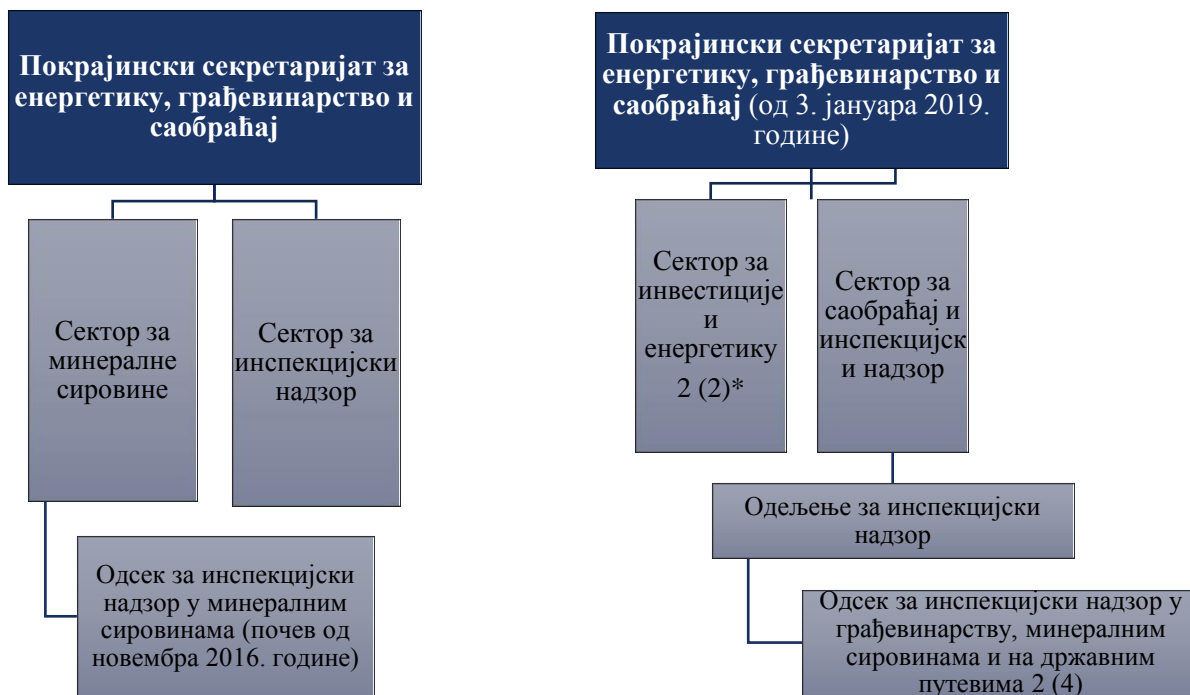 Покрајински секретаријат за
енергетику, грађевинарство и
саобраћај
Сектор за
минералне
сировине
Сектор за
инспекцијски
надзор
Одсек за инспекцијски
надзор у минералним
сировинама (почев од
новембра 2016. године)
Покрајински секретаријат за
енергетику, грађевинарство и
саобраћај (од 3. јануара 2019.
године)
Сектор за
инвестиције
и
енергетику
2 (2)*
Сектор за
саобраћај и
инспекцијск
и надзор
Одељење за инспекцијски
надзор
Одсек за инспекцијски надзор у
грађевинарству, минералним
сировинама и на државним
путевима 2 (4)